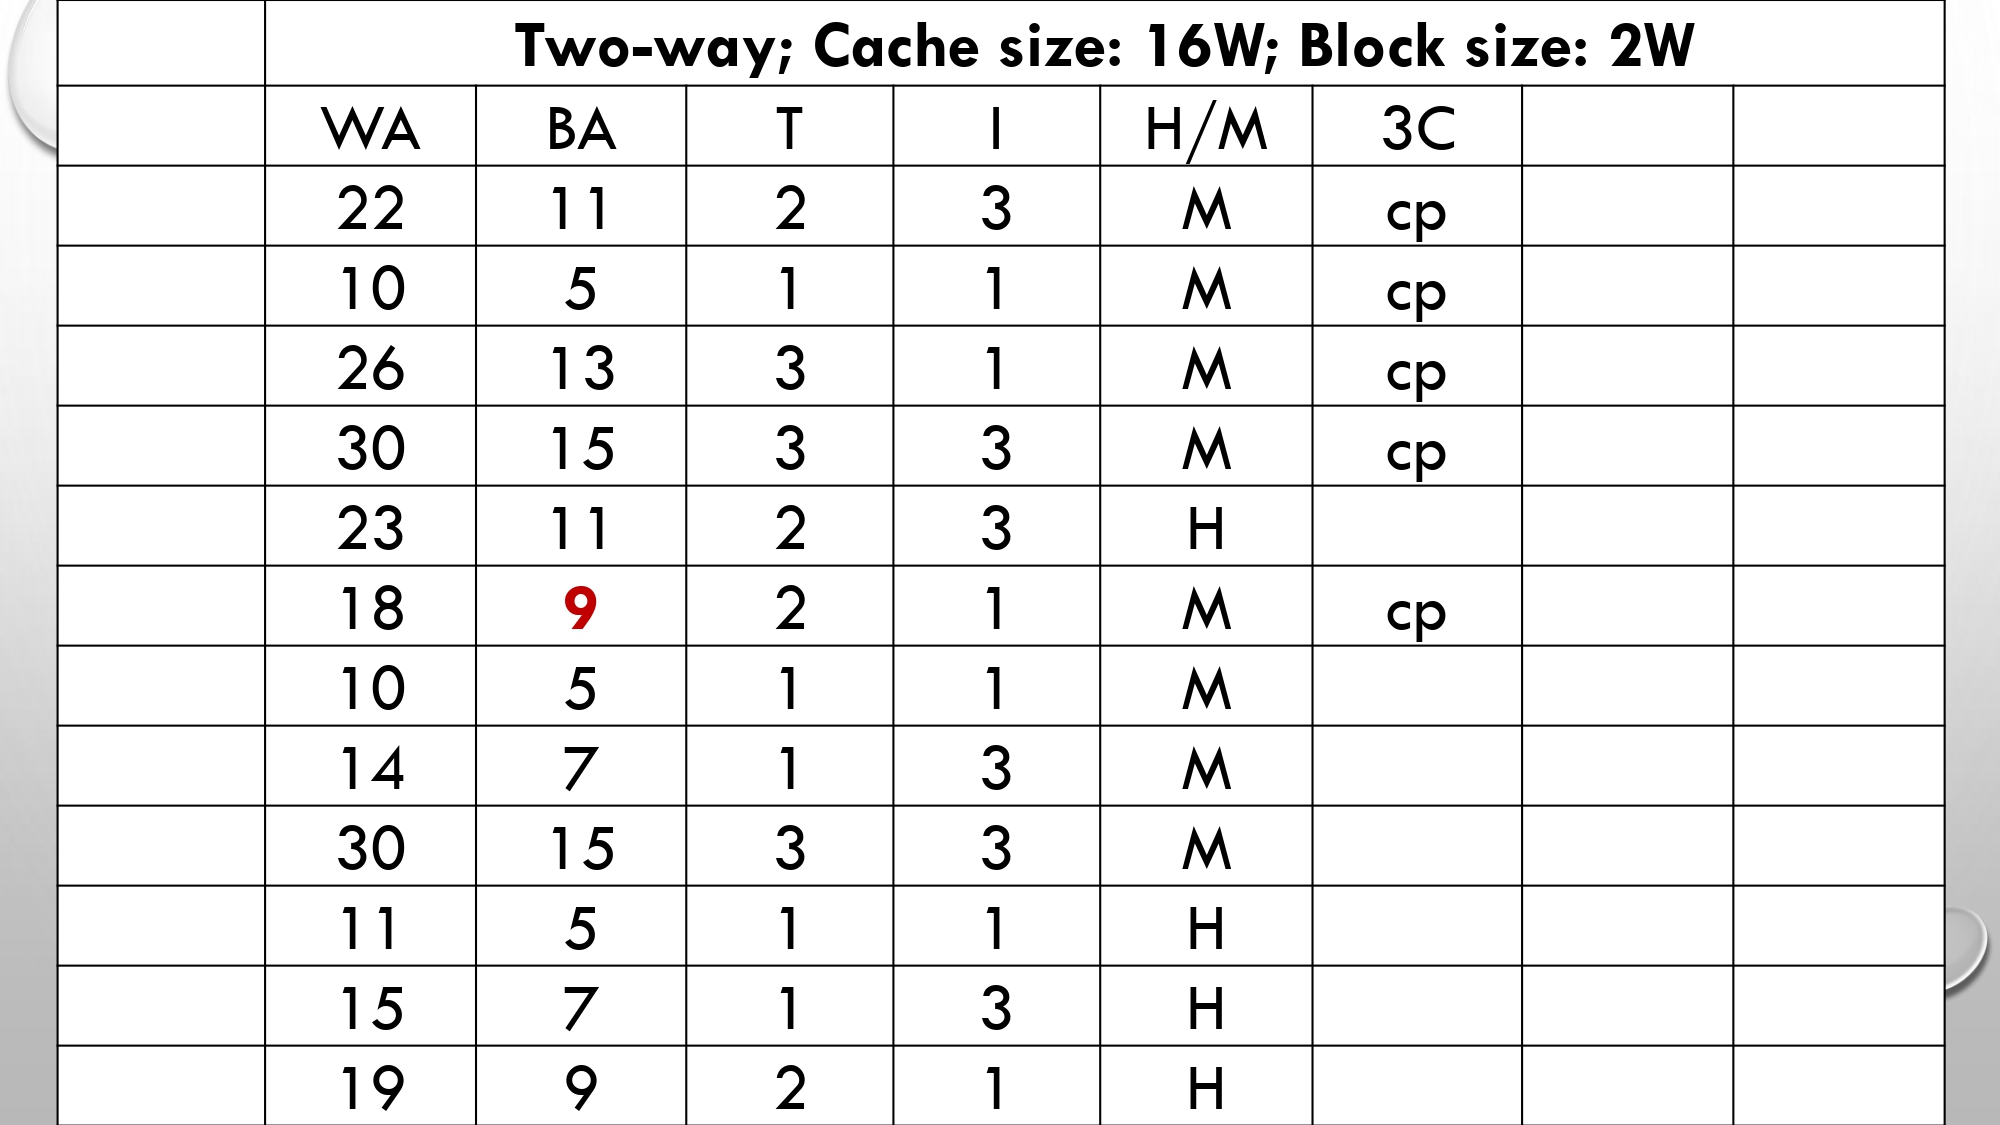 Two-way; Cache size: 16W; Block size: 2W
WA BA T I H/M 3C
22 11 2 3 M cp
10 5 1 1 M cp
26 13 3 1 M cp
30 15 3 3 M cp
23 11 2 3 H
18 9 2 1 M cp
10 5 1 1 M
14 7 1 3 M
30 15 3 3 M
11 5 1 1 H
15 7 1 3 H
19 9 2 1 H